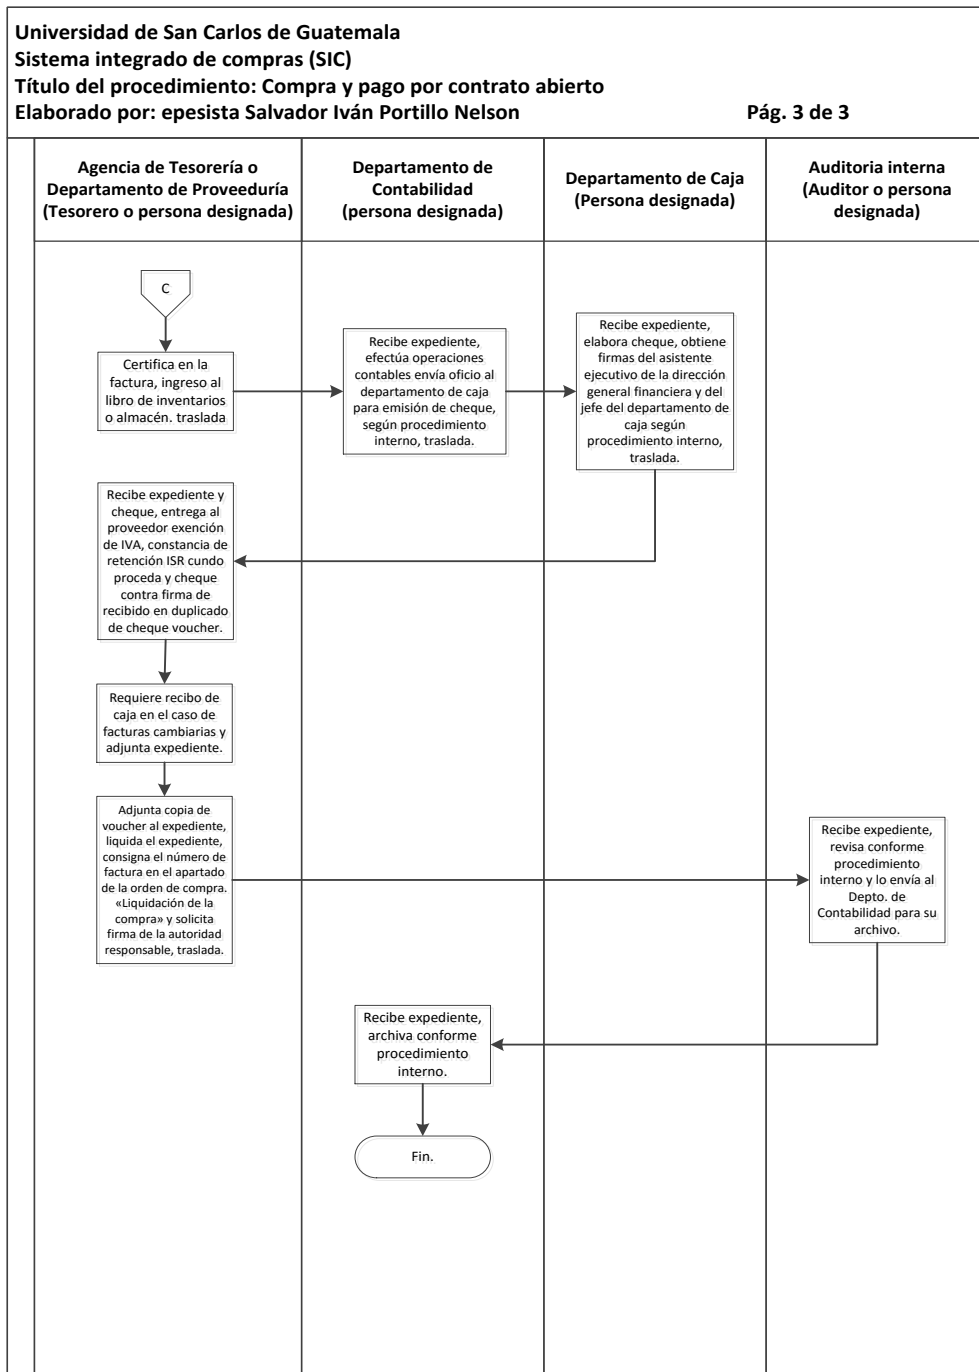 Universidad de San Carlos de Guatemala
Sistema integrado de compras (SIC)
Título del procedimiento: Compra y pago por contrato abierto
Elaborado por: epesista Salvador Iván Portillo Nelson Pág. 3 de 3
Agencia de Tesorería o
Departamento de Proveeduría
(Tesorero o persona designada)
Departamento de
Contabilidad
(persona designada)
Departamento de Caja
(Persona designada)
Auditoria interna
(Auditor o persona
designada)
C
Certifica en la
factura, ingreso al
libro de inventarios
o almacén. traslada
Recibe expediente,
efectúa operaciones
contables envía oficio al
departamento de caja
para emisión de cheque,
según procedimiento
interno, traslada.
Recibe expediente,
elabora cheque, obtiene
firmas del asistente
ejecutivo de la dirección
general financiera y del
jefe del departamento de
caja según
procedimiento interno,
traslada.
Recibe expediente y
cheque, entrega al
proveedor exención
de IVA, constancia de
retención ISR cundo
proceda y cheque
contra firma de
recibido en duplicado
de cheque voucher.
Requiere recibo de
caja en el caso de
facturas cambiarias y
adjunta expediente.
Adjunta copia de
voucher al expediente,
liquida el expediente,
consigna el número de
factura en el apartado
de la orden de compra.
«Liquidación de la
compra» y solicita
firma de la autoridad
responsable, traslada.
Recibe expediente,
revisa conforme
procedimiento
interno y lo envía al
Depto. de
Contabilidad para su
archivo.
Recibe expediente,
archiva conforme
procedimiento
interno.
Fin.